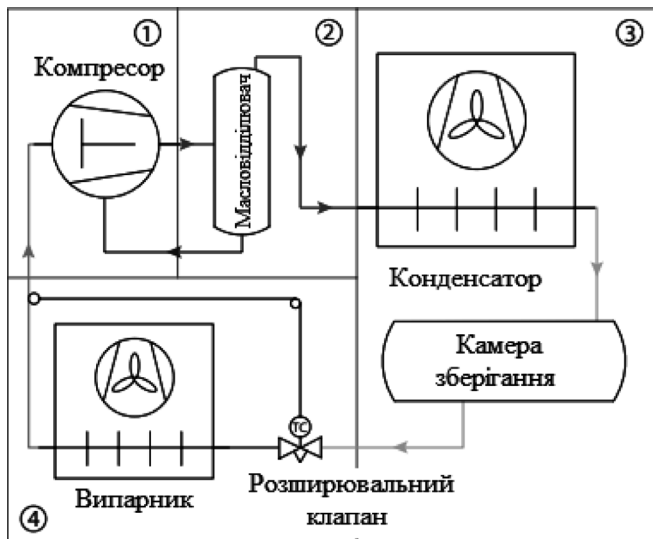 ①
②
③
Компресор
Масловідділювач
Конденсатор
Камера
зберігання
TC
Випарник
Розширювальний
клапан
④